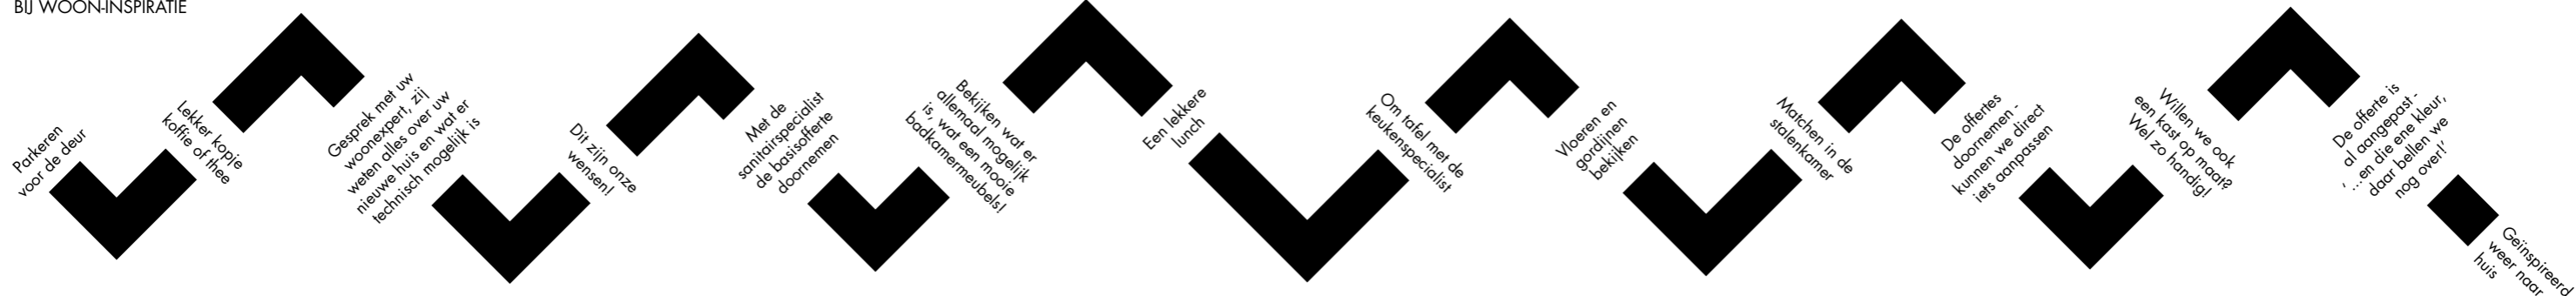 BIJ WOON-INSPIRATIE
Parkeren
voor de deur
Lekker kopje
koffie of thee
Gesprek met uw
woonexpert, zij
weten alles over uw
nieuwe huis en wat er
technisch mogelijk is
Dit zijn onze
wensen!
Met de
sanitairspecialist
de basisofferte
doornemen
Bekijken wat er
allemaal mogelijk
is, wat een mooie
badkamermeubels!
Een lekkere
lunch
Om tafel met de
keukenspecialist
Vloeren en
gordijnen
bekijken
Matchen in de
stalenkamer
De offertes
doornemen -
kunnen we direct
iets aanpassen
Willen we ook
een kast op maat?
Wel zo handig!
De offerte is
al aangepast -
‘...en die ene kleur,
daar bellen we
nog over!’
Geïnspireerd
weer naar
huis